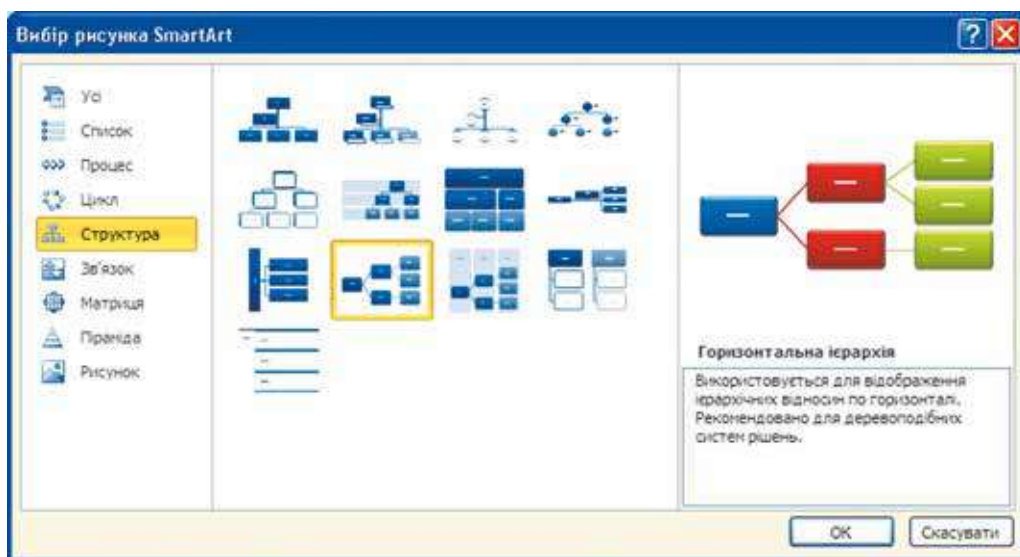 Вибір рисунка SmartArt
Усі
Список
Процес
Цикл
Структура
Зв'язок
Матриця
Піраміда
Рисунок
Горизонтальна ієрархія
Використовується для відображення
ієрархічних відносин по горизонталі.
Рекомендовано для деревоподібних
систем рішень.
ОК
Скасувати